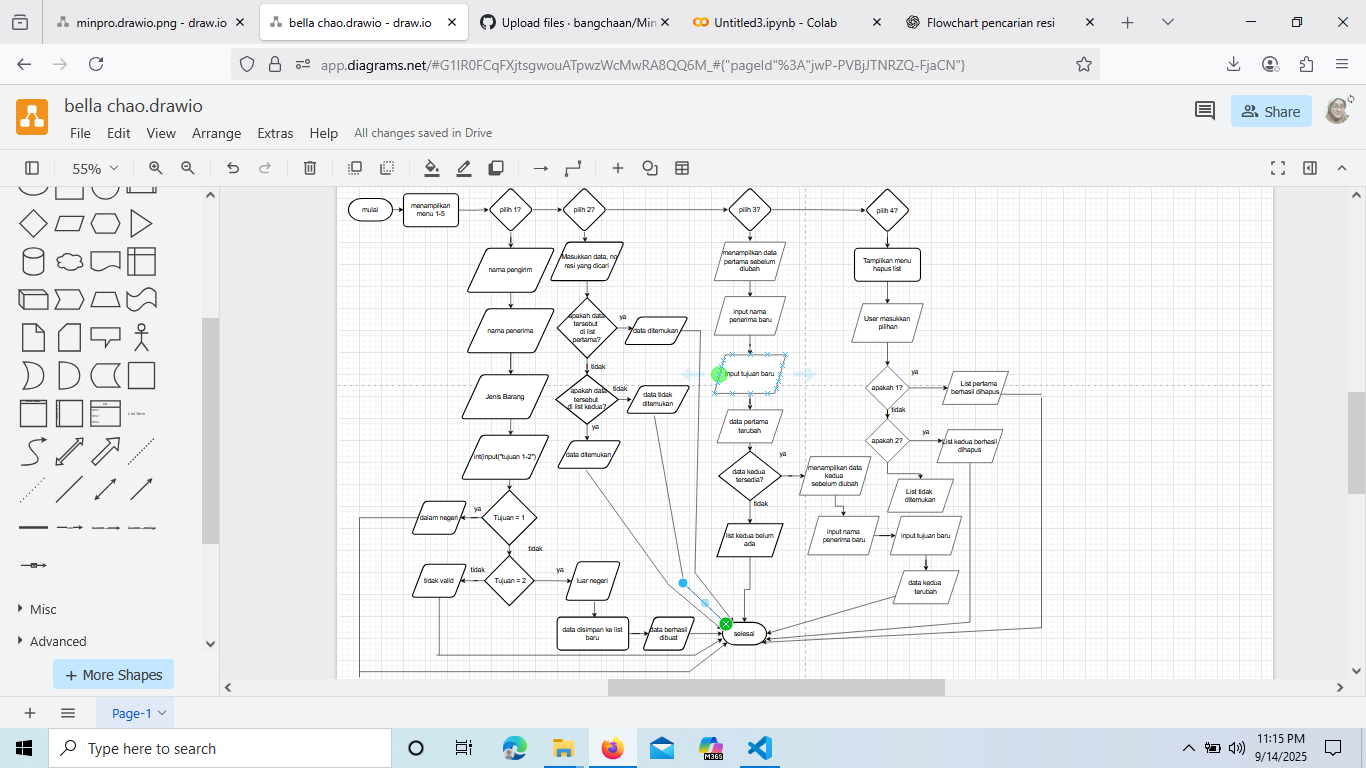 minpro.drawio.png - draw.io
bella chao.drawio - draw.io
Upload files · bangchaan/Min
Untitled3.ipynb - Colab
Flowchart pencarian resi
app.diagrams.net/#G1IR0FCqFXjtsgwouATpwzWcMwRA8QQ6M_#{"pageId"%3A"jwP-PVBjJTNRZQ-FjaCN"}
bella chao.drawio
File Edit View Arrange Extras Help All changes saved in Drive
Share
55%
mulai
menampilkan
menu 1-5
pilih 1?
pilih 2?
pilih 3?
pilih 4?
nama pengirim
nama penerima
Jenis Barang
int(input("tujuan 1-2")
Tujuan = 1
ya
dalam negeri
tidak
Tujuan = 2
tidak
tidak valid
ya
luar negeri
data disimpan ke list
baru
data berhasil
dibuat
Masukkan data, no
resi yang dicari
apakah data
tersebut
di list
pertama?
ya
data ditemukan
tidak
apakah data
tersebut
di list kedua?
tidak
data tidak
ditemukan
ya
data ditemukan
menampilkan data
pertama sebelum
diubah
input nama
penerima baru
input tujuan baru
data pertama
terubah
data kedua
tersedia?
ya
tidak
list kedua belum
ada
menampilkan data
kedua
sebelum diubah
input nama
penerima baru
input tujuan baru
data kedua
terubah
Tampilkan menu
hapus list
User masukkan
pilihan
apakah 1?
ya
List pertama
berhasil dihapus
tidak
apakah 2?
ya
List kedua berhasil
dihapus
List tidak
ditemukan
selesai
List Item
Misc
Advanced
+ More Shapes
Page-1
Type here to search
M365
11:15 PM
9/14/2025